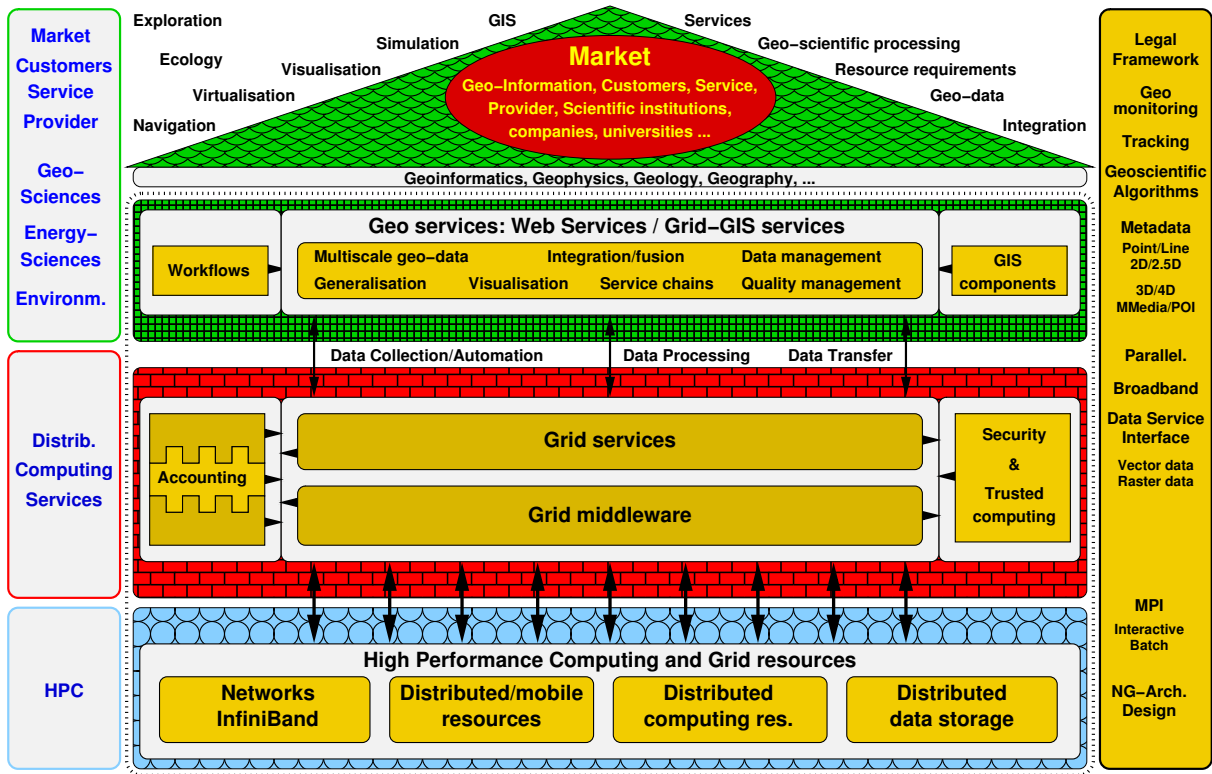 Market
Customers
Service
Provider
Geo-
Sciences
Energy-
Sciences
Environm.
Distrib.
Computing
Services
HPC
Exploration
Ecology
Virtualisation
Navigation
GIS
Simulation
Visualisation
Services
Geo-scientific processing
Resource requirements
Geo-data
Integration
Market
Geo-Information, Customers, Service,
Provider, Scientific institutions,
companies, universities ...
Geoinformatics, Geophysics, Geology, Geography, ...
Geo services: Web Services / Grid-GIS services
Workflows
Multiscale geo-data Integration/fusion Data management
Generalisation Visualisation Service chains Quality management
GIS
components
Data Collection/Automation Data Processing Data Transfer
Accounting
Grid services
Grid middleware
Security
&
Trusted
computing
High Performance Computing and Grid resources
Networks
InfiniBand
Distributed/mobile
resources
Distributed
computing res.
Distributed
data storage
Legal
Framework
Geo
monitoring
Tracking
Geoscientific
Algorithms
Metadata
Point/Line
2D/2.5D
3D/4D
MMedia/POI
Parallel.
Broadband
Data Service
Interface
Vector data
Raster data
MPI
Interactive
Batch
NG-Arch.
Design